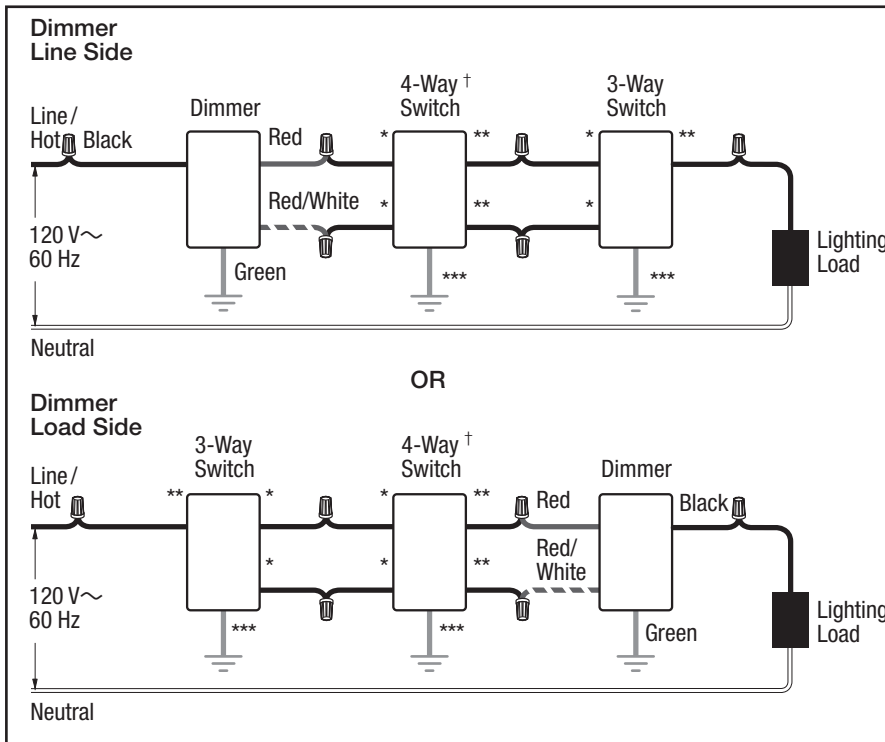 Dimmer
Line Side
4-Way †
Switch
3-Way
Switch
Dimmer
Line /
Hot
Black
Red
*
**
*
**
Red/White
*
**
*
120 V~
60 Hz
Green
***
***
Lighting
Load
Neutral
OR
Dimmer
Load Side
3-Way
Switch
4-Way †
Switch
Dimmer
Line /
Hot
**
*
*
**
Red
Black
*
*
**
Red/
White
120 V~
60 Hz
***
***
Green
Lighting
Load
Neutral